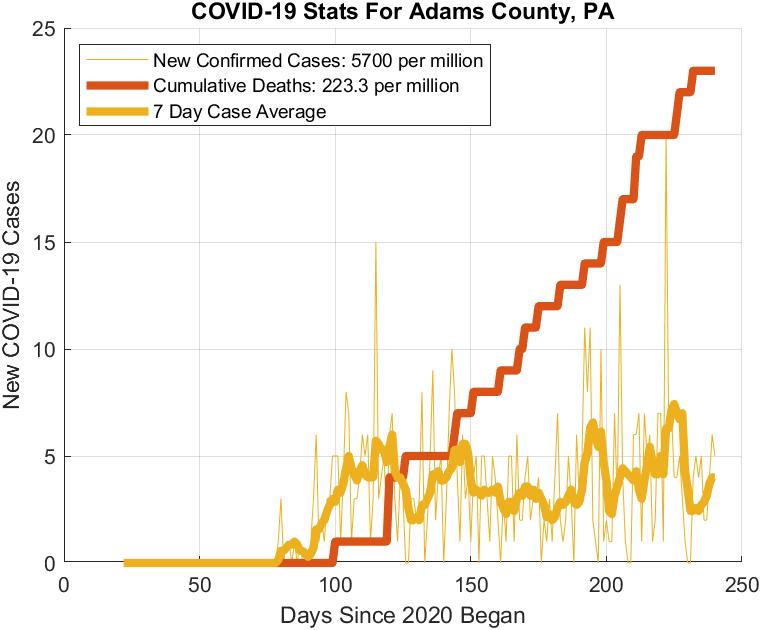 COVID-19 Stats For Adams County, PA
New Confirmed Cases: 5700 per million
Cumulative Deaths: 223.3 per million
7 Day Case Average
New COVID-19 Cases
25
20
15
10
5
0
0 50 100 150 200 250
Days Since 2020 Began